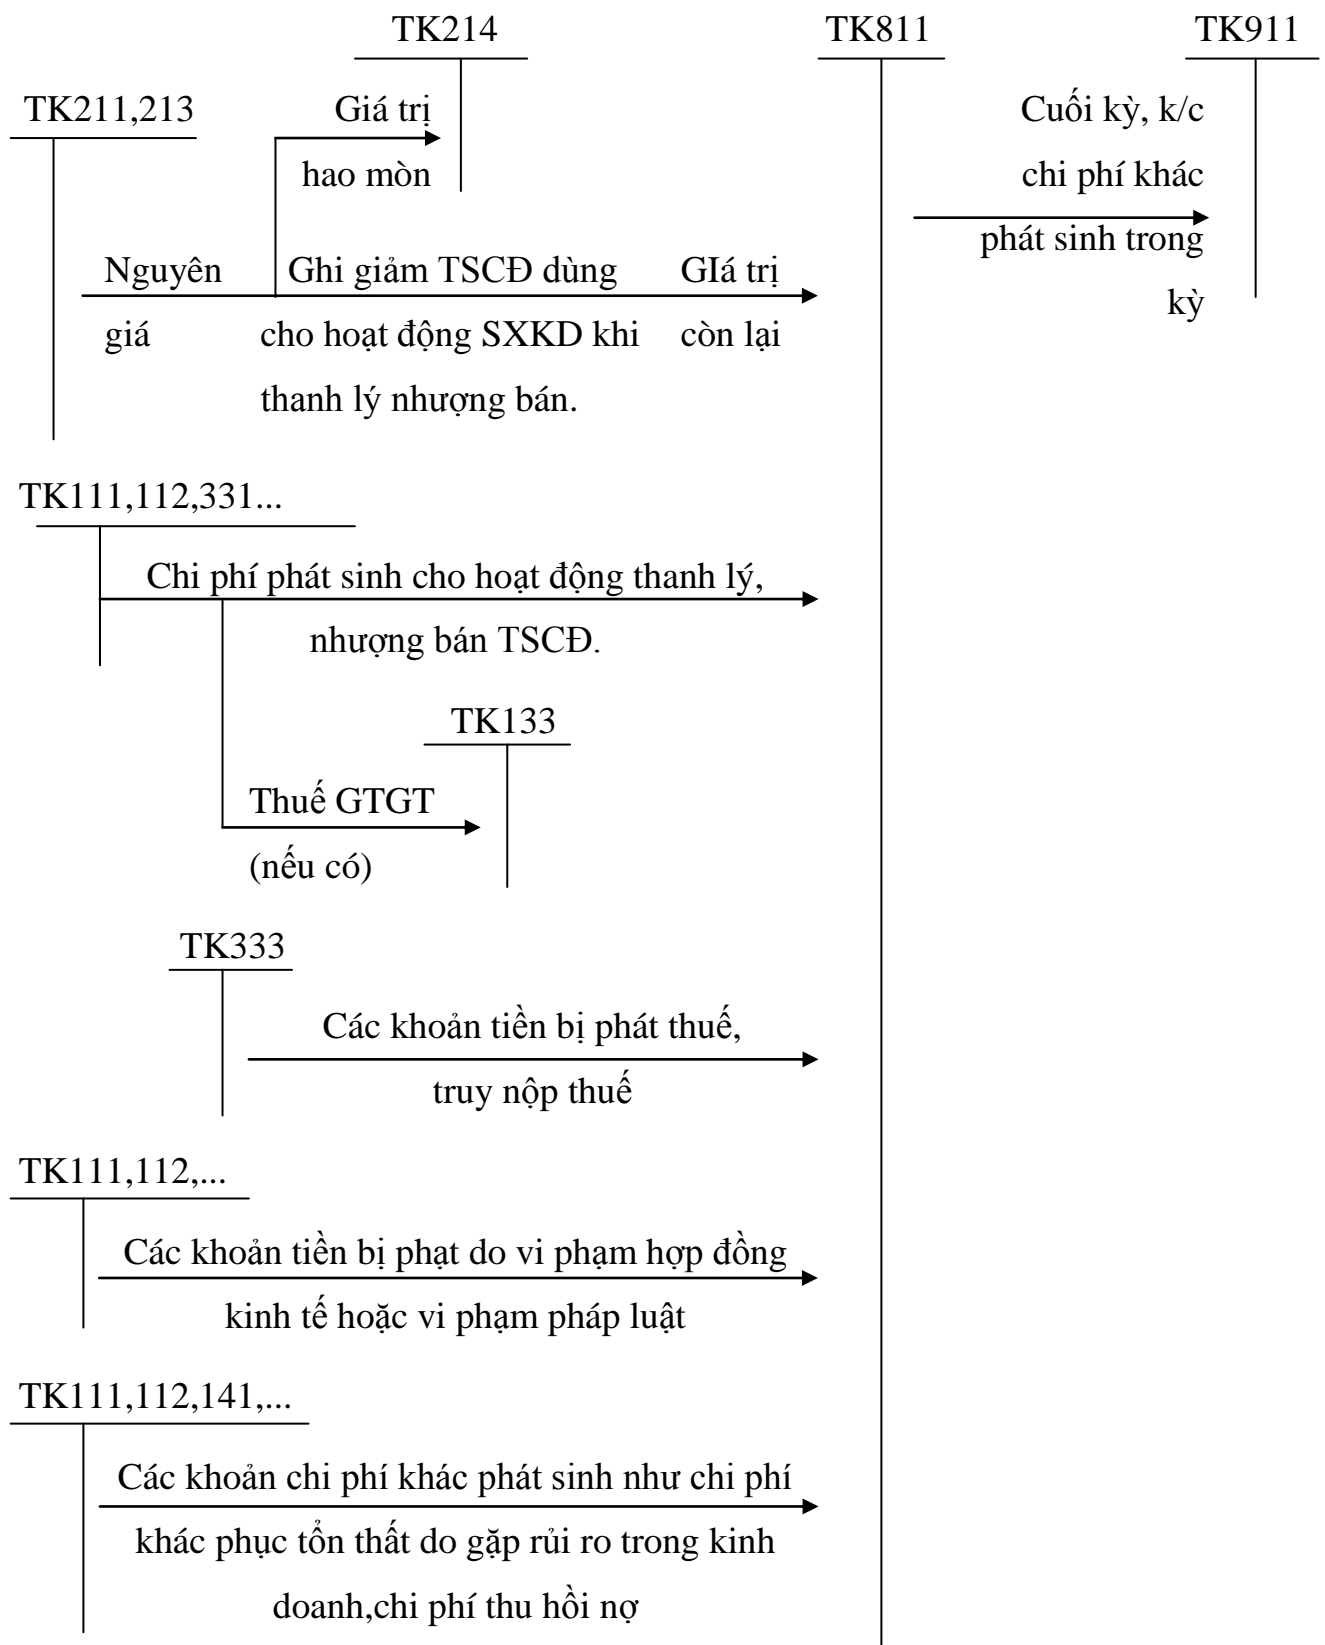 TK214
TK811
TK911
TK211,213
Giá trị
hao mòn
Cuối kỳ, k/c
chi phí khác
phát sinh trong
kỳ
Nguyên
giá
Ghi giảm TSCĐ dùng
cho hoạt động SXKD khi
thanh lý nhượng bán.
GIá trị
còn lại
TK111,112,331...
Chi phí phát sinh cho hoạt động thanh lý,
nhượng bán TSCĐ.
TK133
Thuế GTGT
(nếu có)
TK333
Các khoản tiền bị phát thuế,
truy nộp thuế
TK111,112,...
Các khoản tiền bị phạt do vi phạm hợp đồng
kinh tế hoặc vi phạm pháp luật
TK111,112,141,...
Các khoản chi phí khác phát sinh như chi phí
khác phục tổn thất do gặp rủi ro trong kinh
doanh,chi phí thu hồi nợ